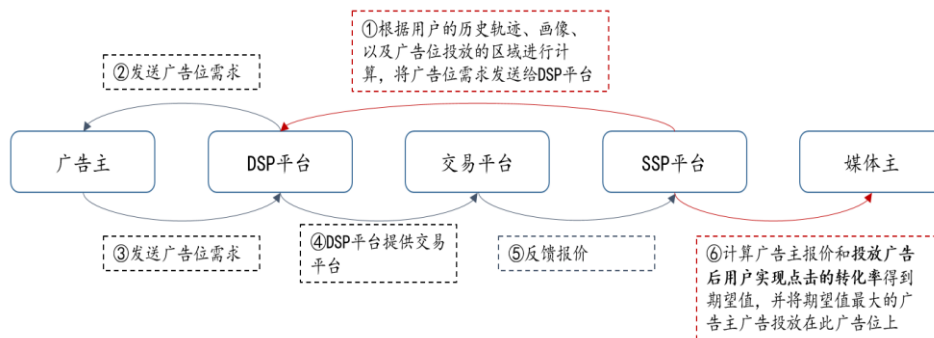 ①根据用户的历史轨迹、画像、
以及广告位投放的区域进行计
算，将广告位需求发送给DSP平台
②发送广告位需求
广告主
DSP平台
交易平台
SSP平台
媒体主
③发送广告位需求
④DSP平台提供交易
平台
⑤反馈报价
⑥计算广告主报价和投放广告
后用户实现点击的转化率得到
期望值，并将期望值最大的广
告主广告投放在此广告位上